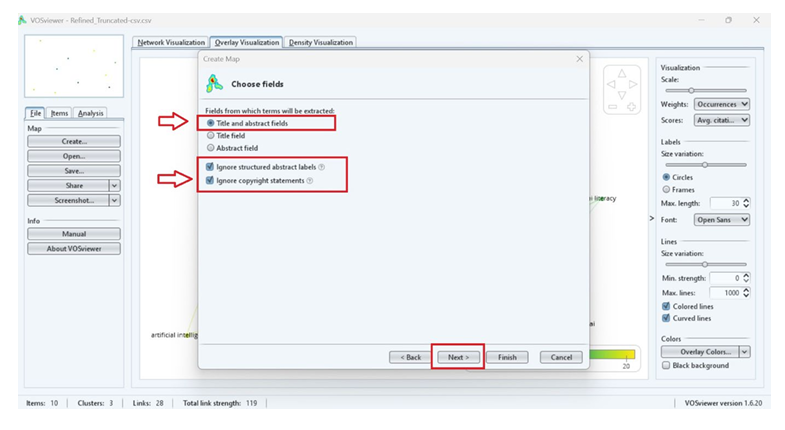 VOSviewer - Refined_Truncated-csv.csv
Network Visualization Overlay Visualization Density Visualization
File Items Analysis
Map
Create...
Open...
Save...
Share
Screenshot...
Info
Manual
About VOSviewer
Create Map
Choose fields
Fields from which terms will be extracted:
Title and abstract fields
Title field
Abstract field
Ignore structured abstract labels
Ignore copyright statements
< Back Next > Finish Cancel
literacy
artificial intellig
ai
20
Visualization
Scale:
Weights: Occurrences
Scores: Avg. citati...
Labels
Size variation:
Circles
Frames
Max. length: 30
Font: Open Sans
Lines
Size variation:
Min. strength: 0
Max. lines: 1000
Colored lines
Curved lines
Colors
Overlay Colors...
Black background
Items: 10 Clusters: 3 Links: 28 Total link strength: 119 VOSviewer version 1.6.20